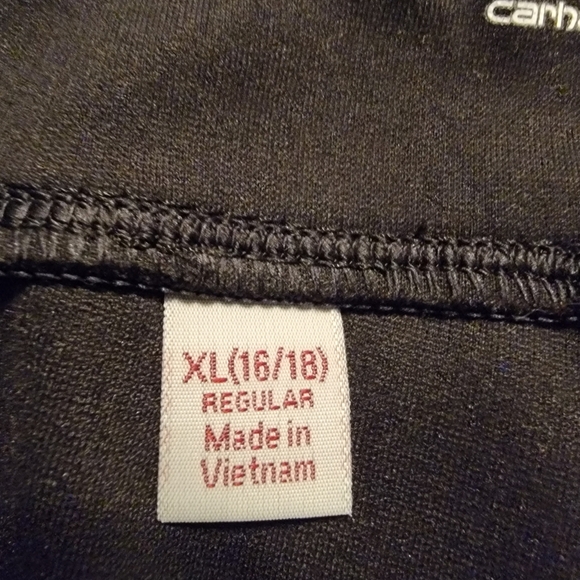 XL(16/18)
REGULAR
Made in
Vietnam